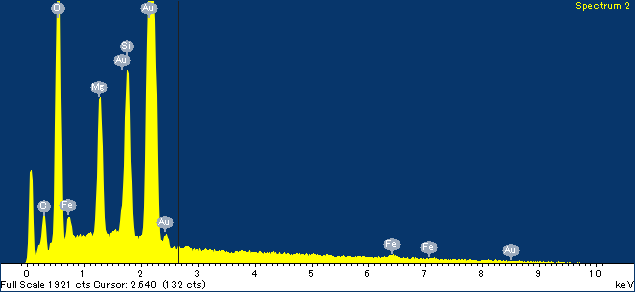 Spectrum 2
O Au
Si
Au
Mg
O Fe Au Fe Fe Au
0 1 2 3 4 5 6 7 8 9 10
Full Scale 1921 cts Cursor: 2.640 (132 cts) keV